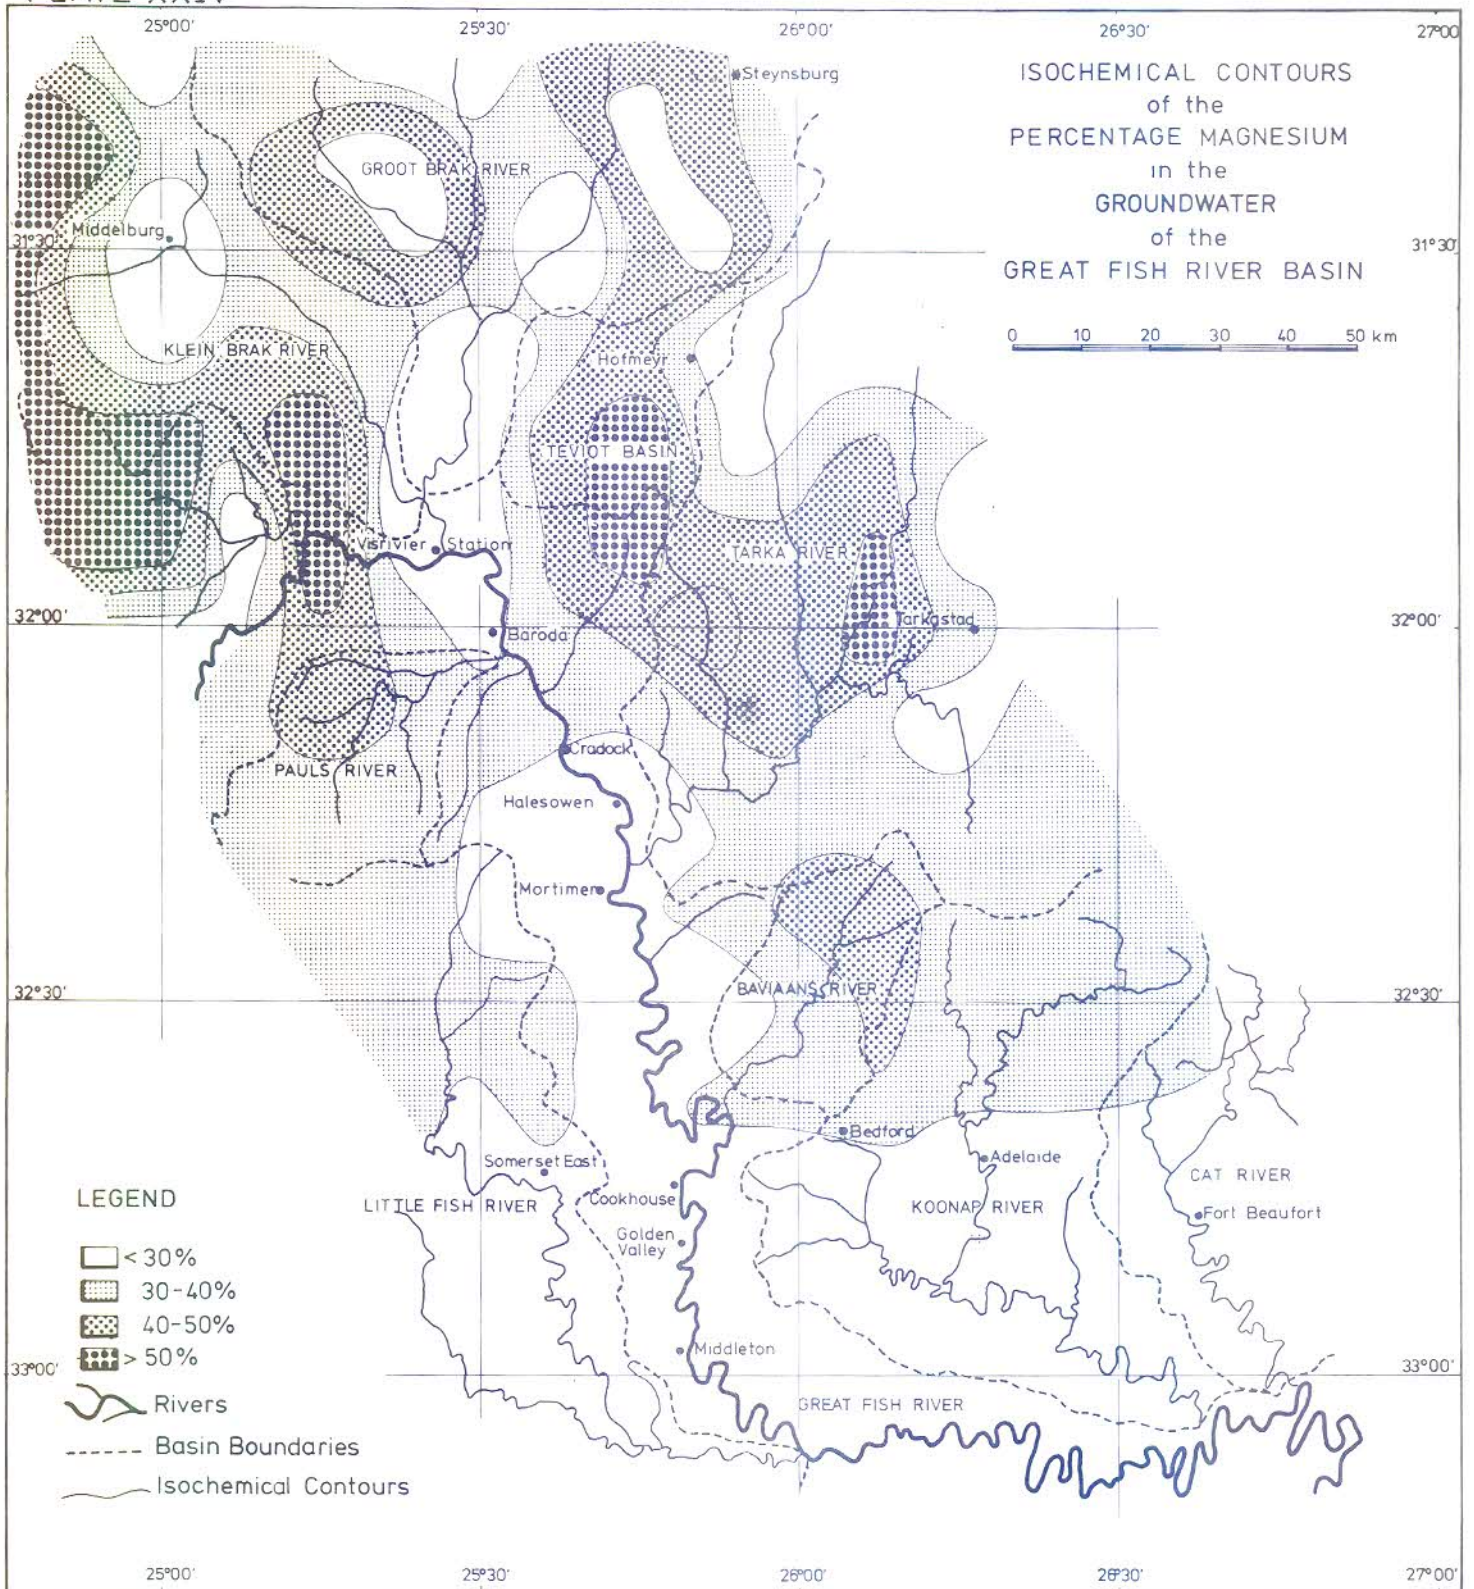 25°00'
25°30'
26°00'
26°30'
27°00'
Steynsburg
ISOCHEMICAL CONTOURS
of the
PERCENTAGE MAGNESIUM
in the
GROUNDWATER
of the
GREAT FISH RIVER BASIN
GROOT BRAK RIVER
Middelburg
31°30'
31°30'
0 10 20 30 40 50 km
KLEIN BRAK RIVER
Hofmeyr
TEVIOT BASIN
Visrivier Station
TARKA RIVER
32°00'
Baroda
Tarkastad
32°00'
Cradock
PAULS RIVER
Halesowen
Mortimer
32°30'
BAVIAANS RIVER
32°30'
Bedford
Somerset East
Adelaide
CAT RIVER
LEGEND
LITTLE FISH RIVER
Cookhouse
KOONAP RIVER
Fort Beaufort
Golden
Valley
<30%
30-40%
40-50%
>50%
Middleton
33°00'
33°00'
Rivers
GREAT FISH RIVER
Basin Boundaries
Isochemical Contours
25°00'
25°30'
26°00'
26°30'
27°00'